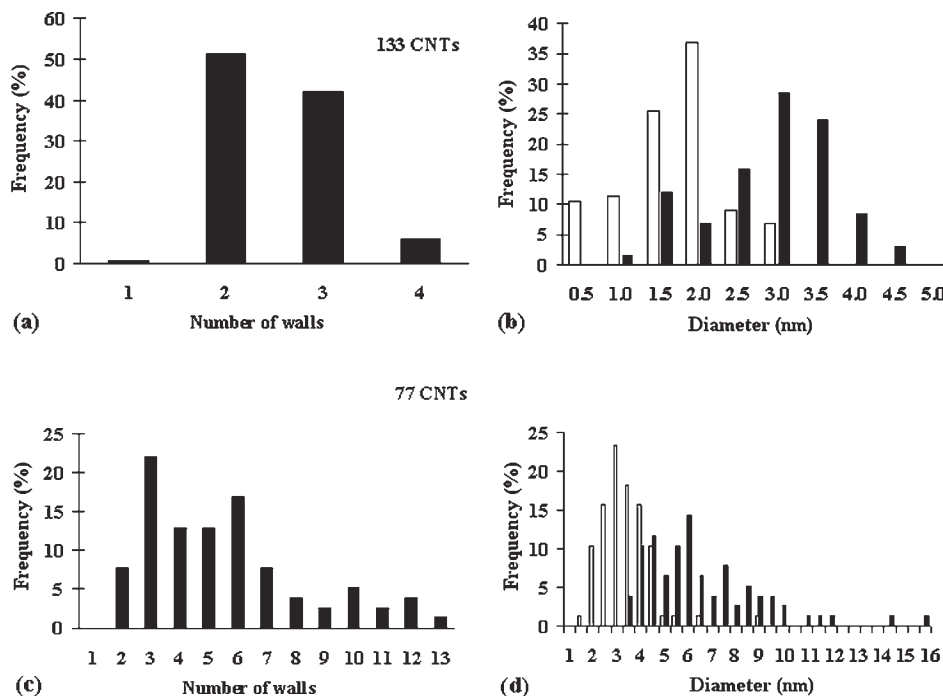 133 CNTs
Frequency (%)
60
50
40
30
20
10
0
1 2 3 4
(a) Number of walls
Frequency (%)
40
35
30
25
20
15
10
5
0
0.5 1.0 1.5 2.0 2.5 3.0 3.5 4.0 4.5 5.0
(b) Diameter (nm)
77 CNTs
Frequency (%)
25
20
15
10
5
0
1 2 3 4 5 6 7 8 9 10 11 12 13
(c) Number of walls
Frequency (%)
25
20
15
10
5
0
1 2 3 4 5 6 7 8 9 10 11 12 13 14 15 16
(d) Diameter (nm)